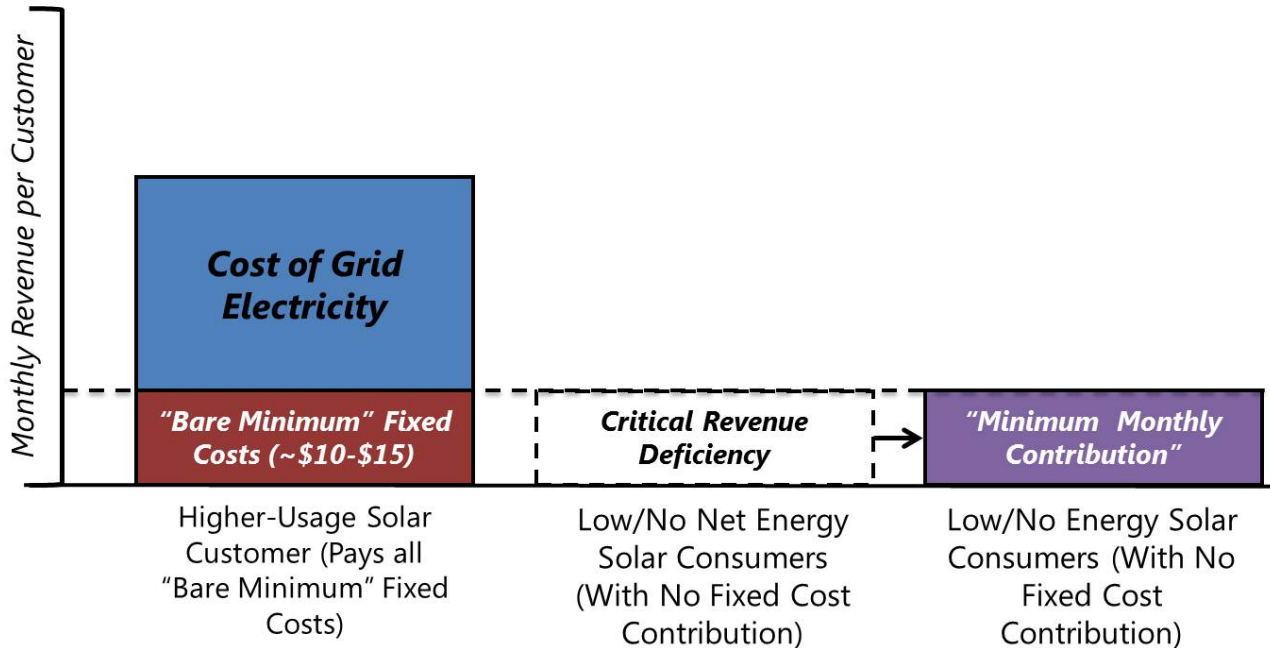 Monthly Revenue per Customer
Cost of Grid
Electricity
“Bare Minimum” Fixed
Costs (~$10-$15)
Critical Revenue
Deficiency
“Minimum Monthly
Contribution”
Higher-Usage Solar
Customer (Pays all
“Bare Minimum” Fixed
Costs)
Low/No Net Energy
Solar Consumers
(With No Fixed Cost
Contribution)
Low/No Energy Solar
Consumers (With No
Fixed Cost
Contribution)